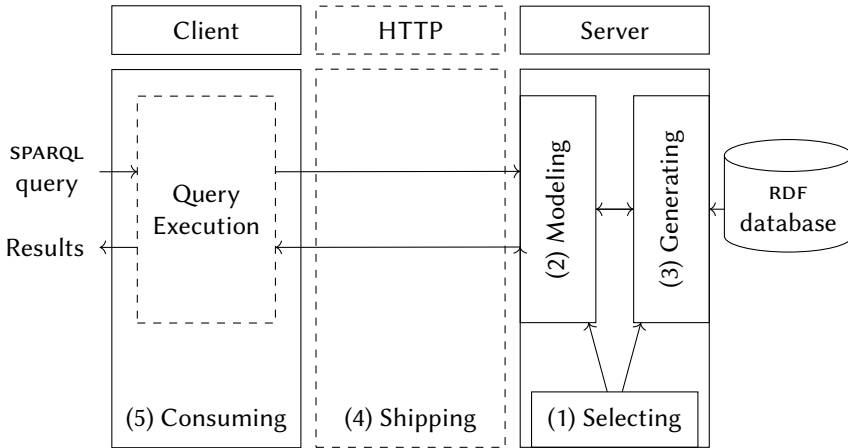 Client
HTTP
Server
SPARQL
query
Results
Query
Execution
(2) Modeling
(3) Generating
RDF
database
(5) Consuming
(4) Shipping
(1) Selecting